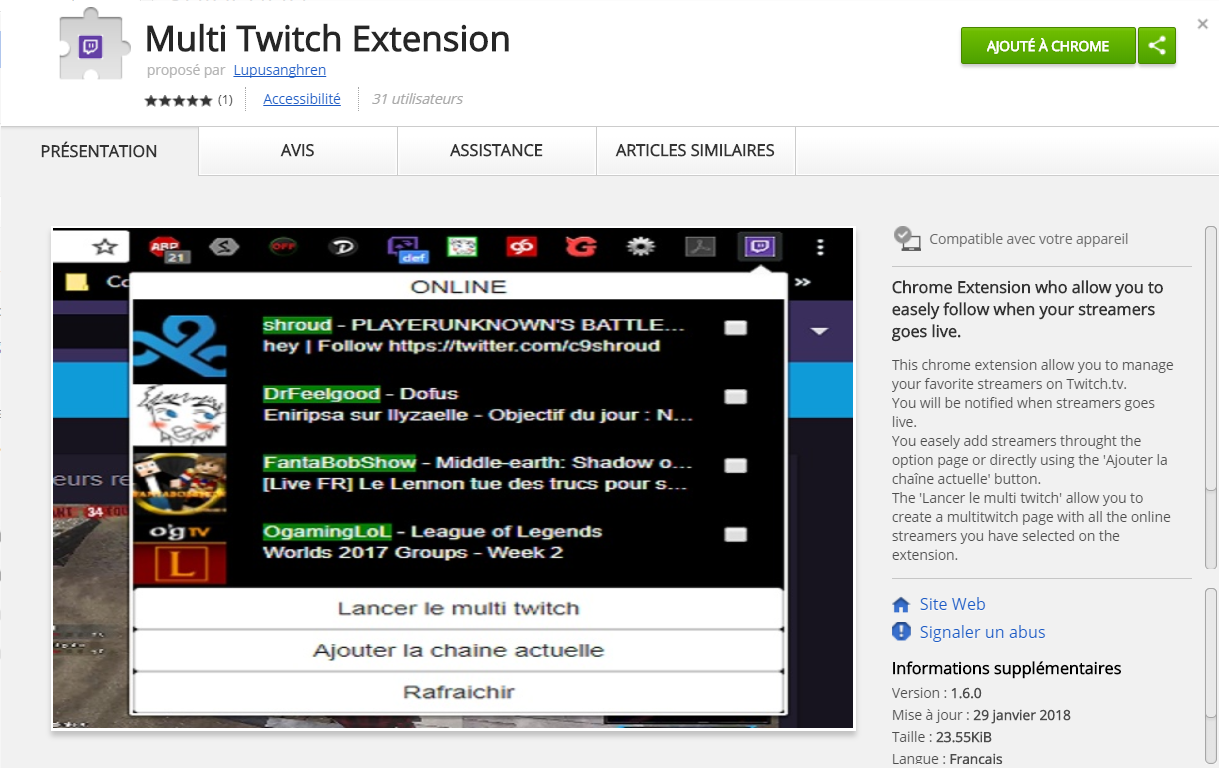 Multi Twitch Extension
proposé par Lupusanghren
(1) Accessibilité 31 utilisateurs
AJOUTÉ À CHROME
PRÉSENTATION
AVIS
ASSISTANCE
ARTICLES SIMILAIRES
ABP
21
OFF
def
Co
»
ONLINE
shroud - PLAYERUNKNOWN'S BATTLE...
hey | Follow https://twitter.com/c9shroud
DrFeelgood - Dofus
Eniripsa sur Ilyzaelle - Objectif du jour : N...
FantaBobShow - Middle-earth: Shadow o...
[Live FR] Le Lennon tue des trucs pour s...
OgamingLoL - League of Legends
Worlds 2017 Groups - Week 2
eurs re
34
o'g TV
L
Lancer le multi twitch
Ajouter la chaine actuelle
Rafraichir
Compatible avec votre appareil
Chrome Extension who allow you to
easely follow when your streamers
goes live.
This chrome extension allow you to manage
your favorite streamers on Twitch.tv.
You will be notified when streamers goes
live.
You easely add streamers throught the
option page or directly using the 'Ajouter la
chaîne actuelle' button.
The 'Lancer le multi twitch' allow you to
create a multitwitch page with all the online
streamers you have selected on the
extension.
Site Web
Signaler un abus
Informations supplémentaires
Version : 1.6.0
Mise à jour : 29 janvier 2018
Taille : 23.55KiB
Langue : Français